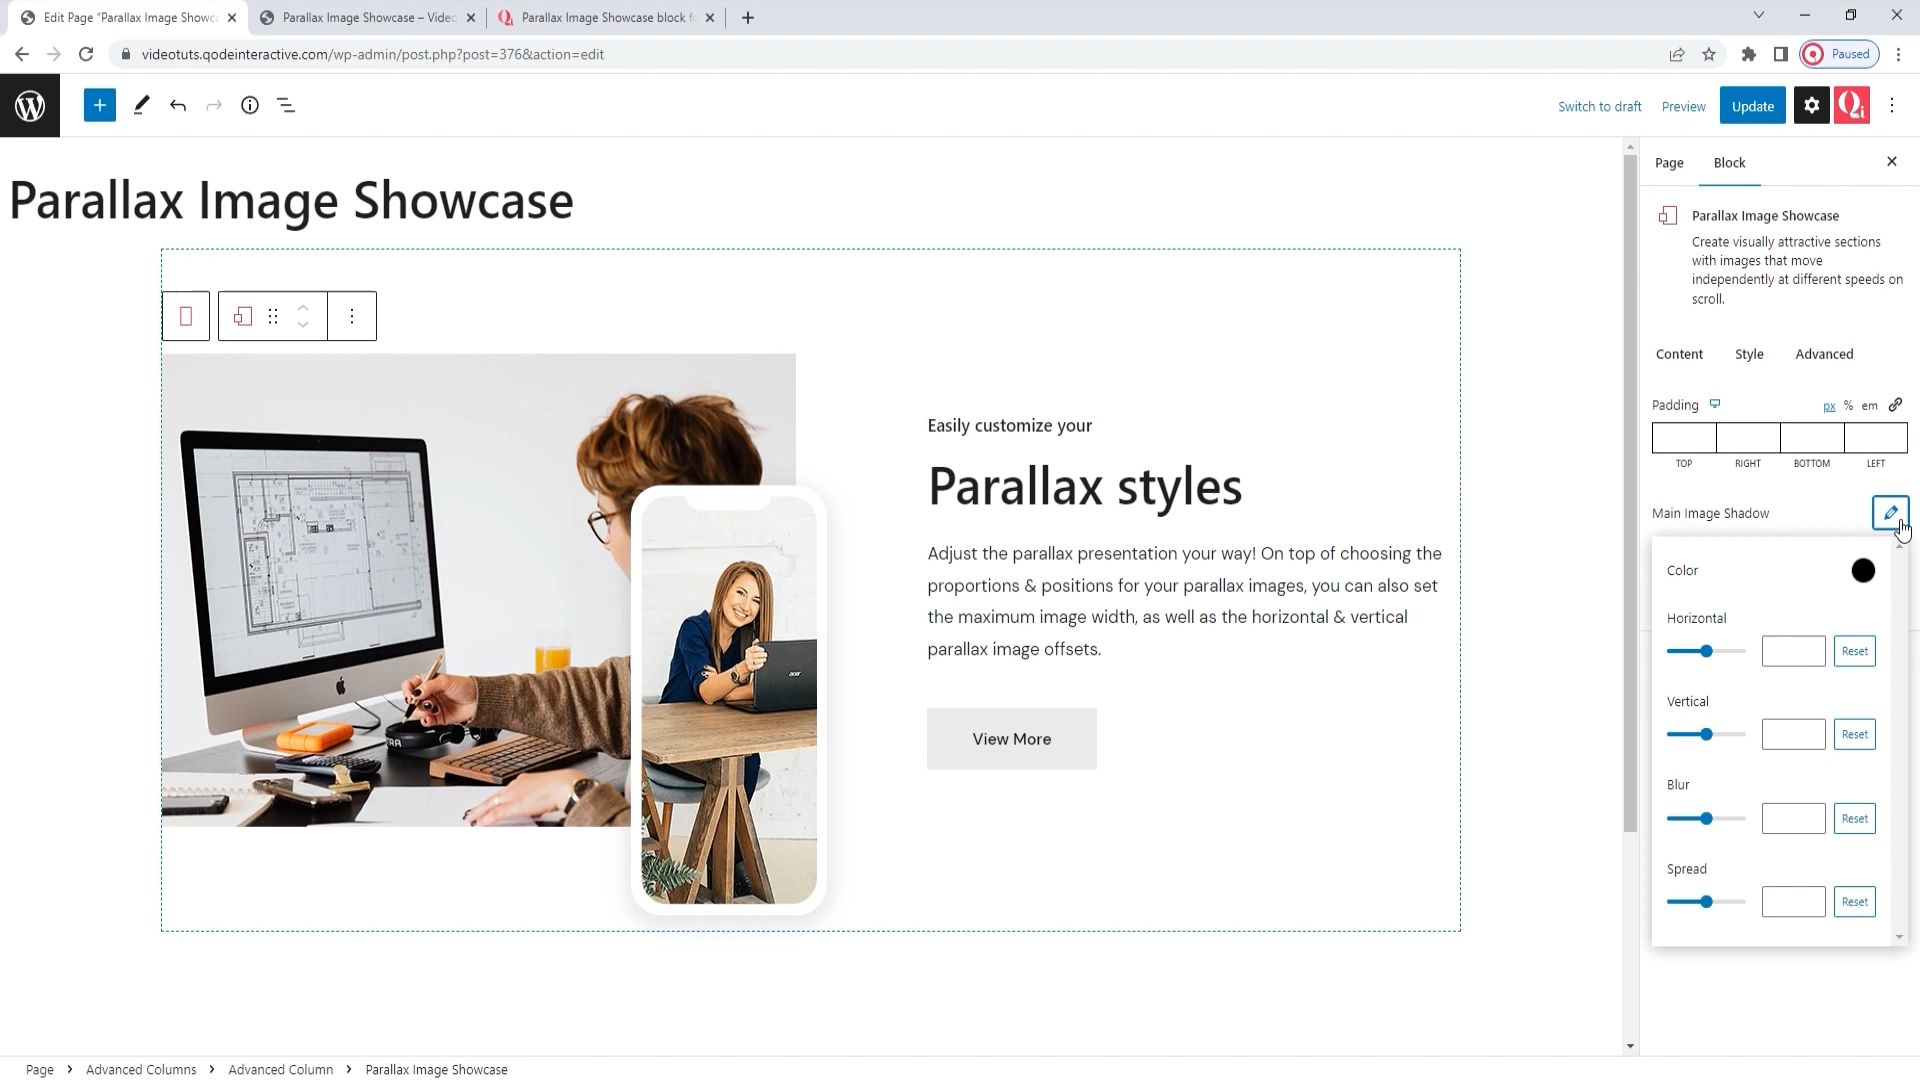 Edit Page “Parallax Image Showc
Parallax Image Showcase – Video
Parallax Image Showcase block f
videotuts.qodeinteractive.com/wp-admin/post.php?post=376&action=edit
Paused
Switch to draft
Preview
Update
Page
Block
Parallax Image Showcase
Parallax Image Showcase
Create visually attractive sections
with images that move
independently at different speeds on
scroll.
Content
Style
Advanced
Padding
px
%
em
TOP
RIGHT
BOTTOM
LEFT
Easily customize your
Parallax styles
Adjust the parallax presentation your way! On top of choosing the
proportions & positions for your parallax images, you can also set
the maximum image width, as well as the horizontal & vertical
parallax image offsets.
View More
acer
Main Image Shadow
Color
Horizontal
Reset
Vertical
Reset
Blur
Reset
Spread
Reset
Page
Advanced Columns
Advanced Column
Parallax Image Showcase